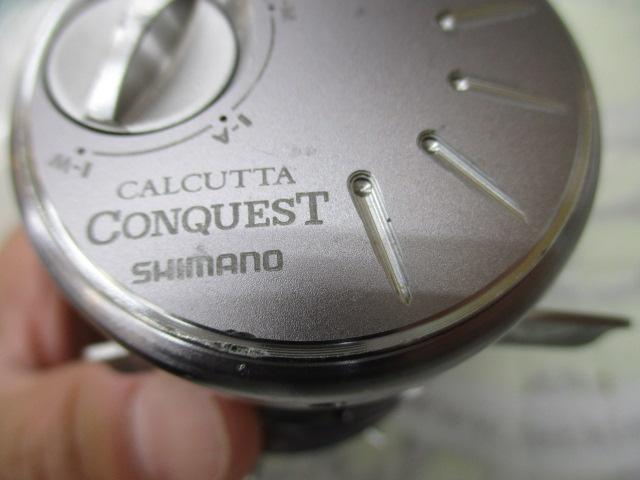 CALCUTTA
CONQUEST
SHIMANO
I-A
I-W